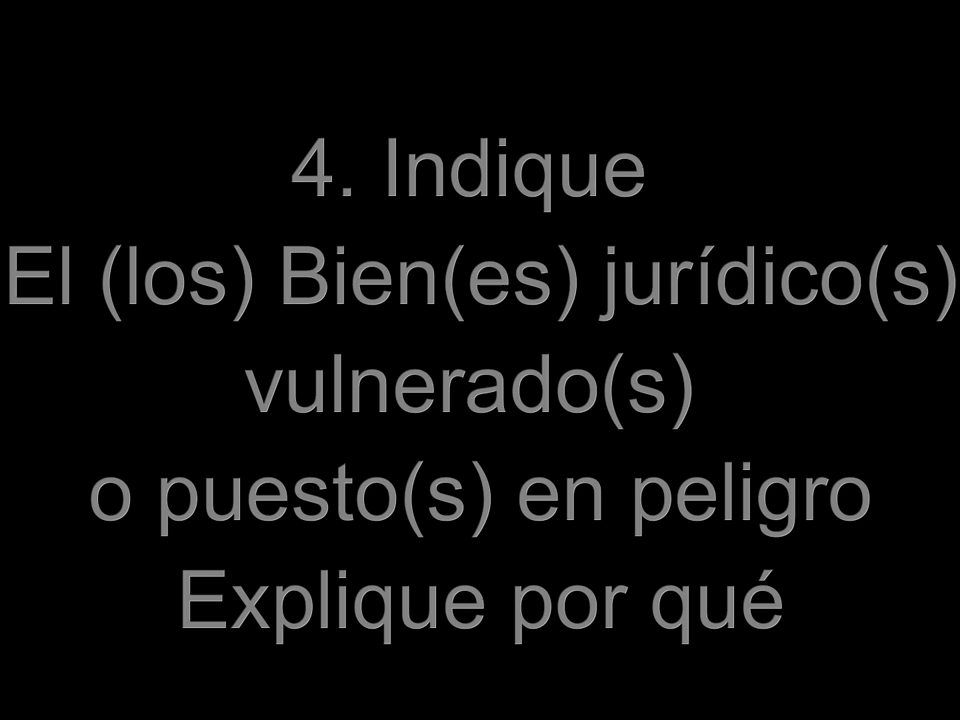 4. Indique
El (los) Bien(es) jurídico(s)
vulnerado(s)
o puesto(s) en peligro
Explique por qué